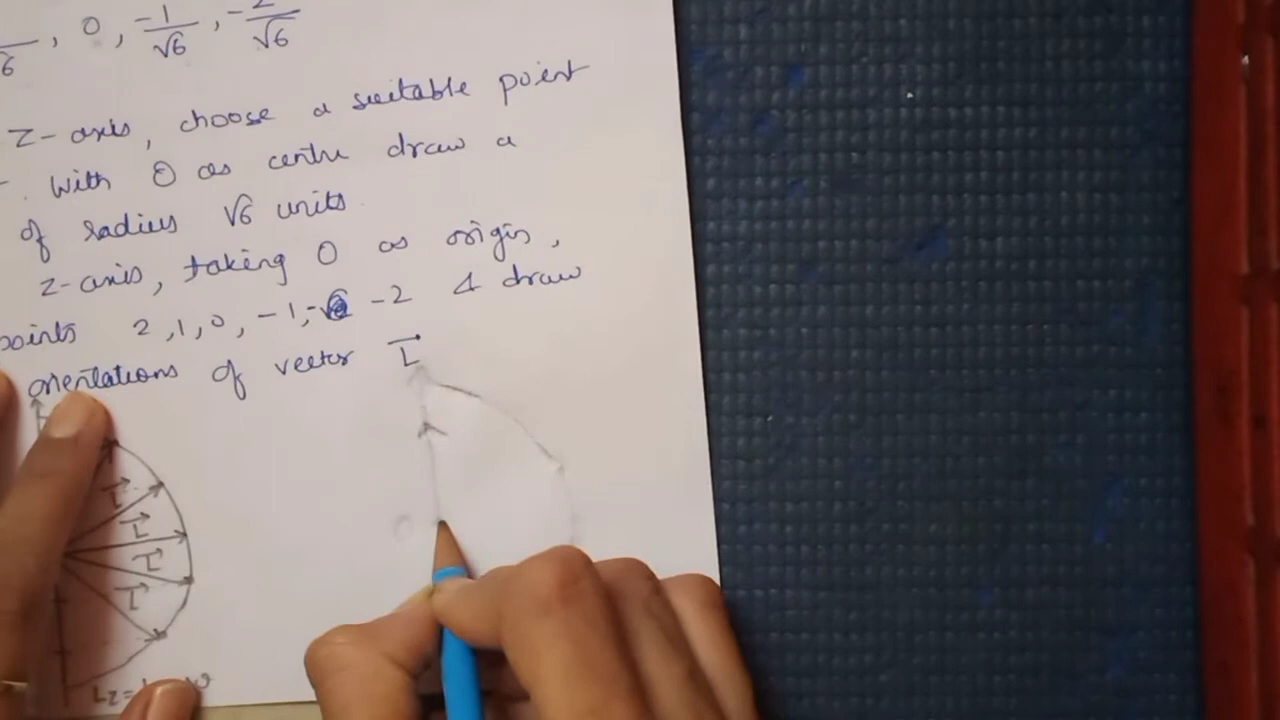 6 , 0 , -1/√6 , -2/√6
Z-axis, choose a suitable point
. With O as centre draw a
of radius √6 units.
z-axis, taking O as origin,
points 2, 1, 0, -1, -2 & draw
orientations of vector L⃗
L⃗
L⃗
L⃗
L⃗
O
Lz =